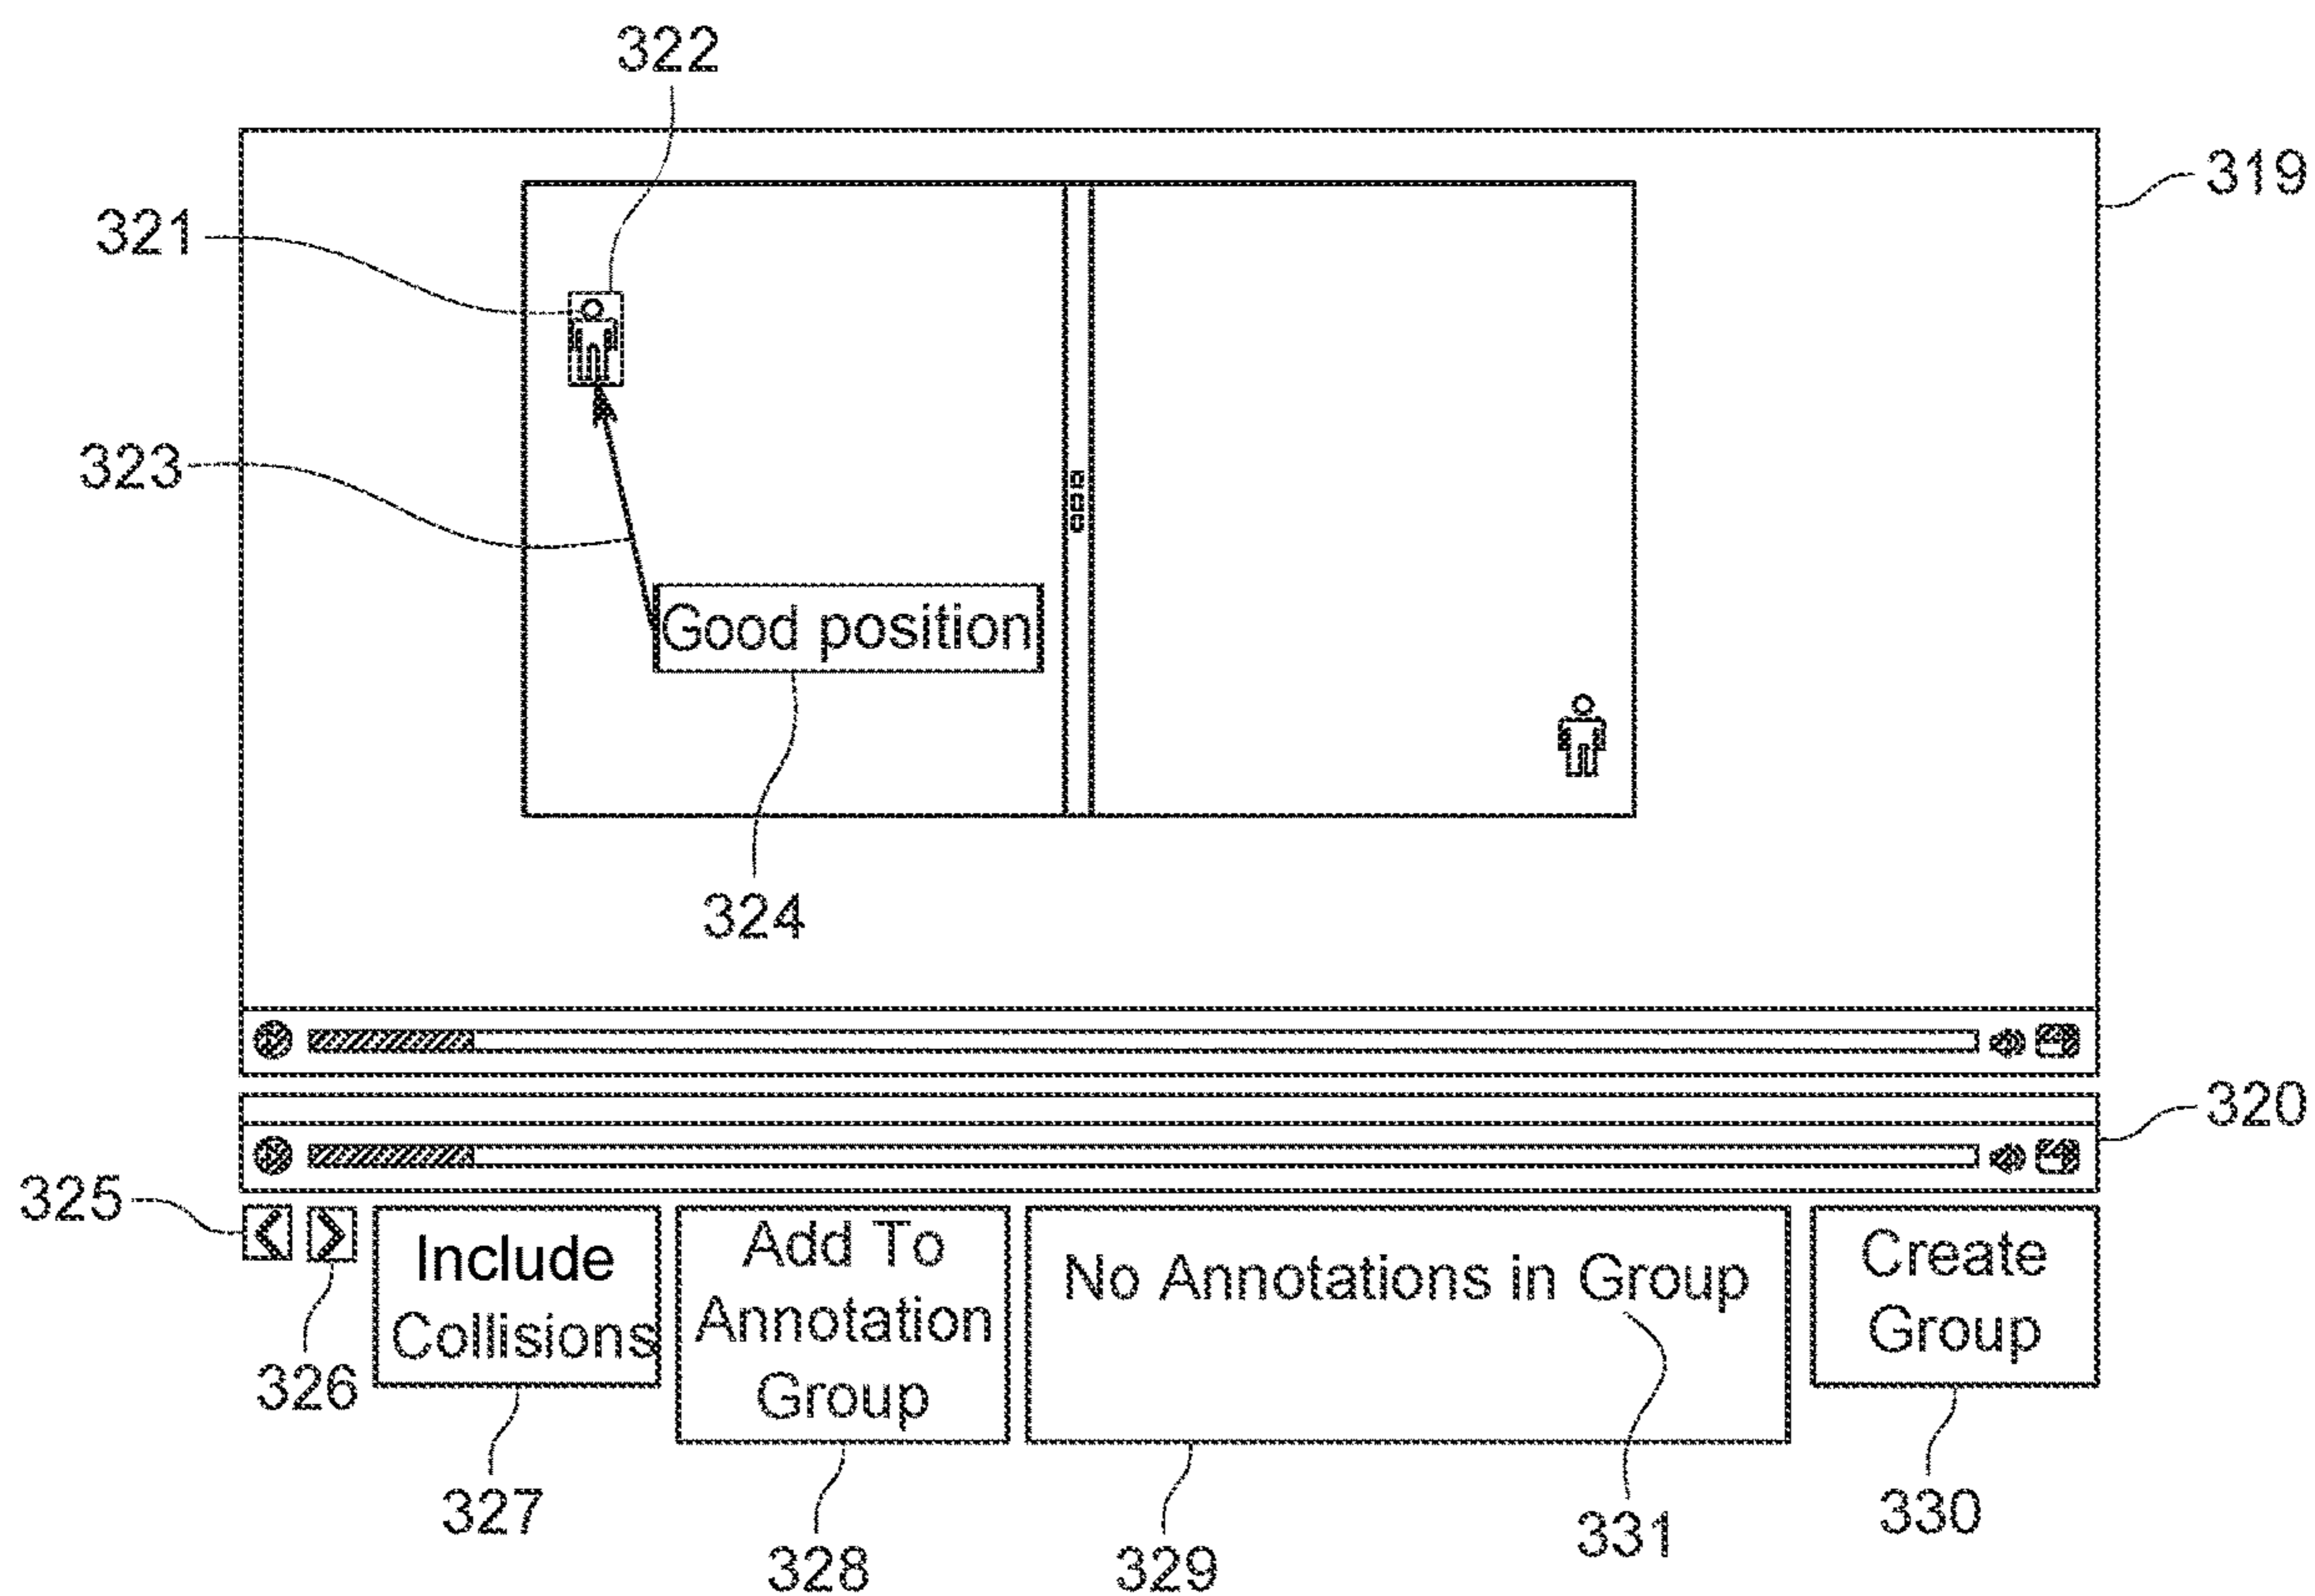 322
319
321
323
Good position
324
320
325
Include
Collisions
Add To
Annotation
Group
No Annotations in Group
Create
Group
326
327
328
329
331
330